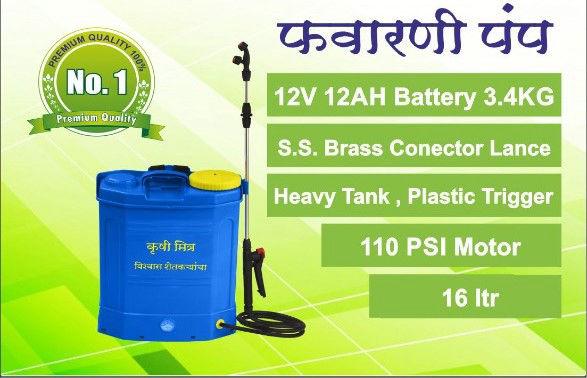 PREMIUM QUALITY 100%
No. 1
Premium Quality
फवारणी पंप
12V 12AH Battery 3.4KG
S.S. Brass Conector Lance
Heavy Tank , Plastic Trigger
110 PSI Motor
16 ltr
कृषी मित्र
विश्वास शेतकऱ्यांचा